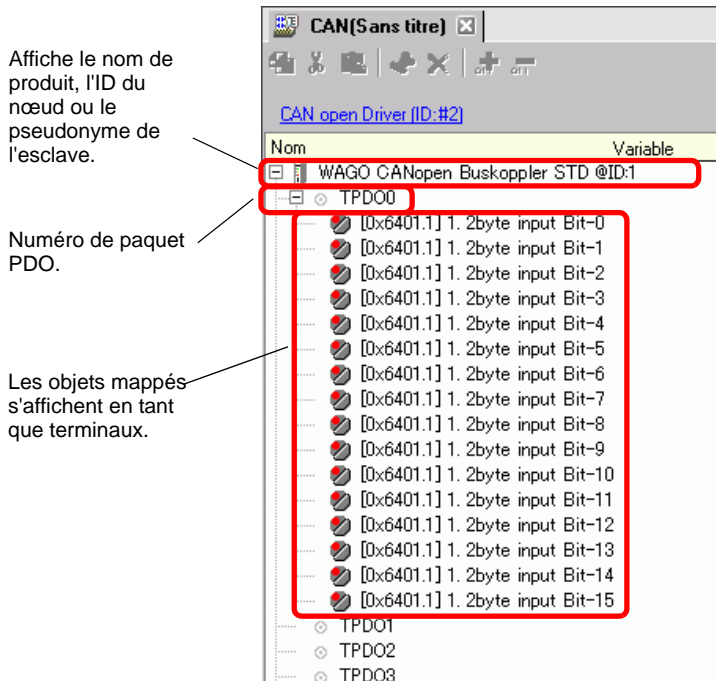 CAN(Sans titre)
Affiche le nom de
produit, l'ID du
nœud ou le
pseudonyme de
l'esclave.
Numéro de paquet
PDO.
Les objets mappés
s'affichent en tant
que terminaux.
OFF OFF
CAN open Driver (ID:#2)
Nom Variable
WAGO CANopen Buskoppler STD @ID:1
TPDO0
[0x6401.1] 1. 2byte input Bit-0
[0x6401.1] 1. 2byte input Bit-1
[0x6401.1] 1. 2byte input Bit-2
[0x6401.1] 1. 2byte input Bit-3
[0x6401.1] 1. 2byte input Bit-4
[0x6401.1] 1. 2byte input Bit-5
[0x6401.1] 1. 2byte input Bit-6
[0x6401.1] 1. 2byte input Bit-7
[0x6401.1] 1. 2byte input Bit-8
[0x6401.1] 1. 2byte input Bit-9
[0x6401.1] 1. 2byte input Bit-10
[0x6401.1] 1. 2byte input Bit-11
[0x6401.1] 1. 2byte input Bit-12
[0x6401.1] 1. 2byte input Bit-13
[0x6401.1] 1. 2byte input Bit-14
[0x6401.1] 1. 2byte input Bit-15
TPDO1
TPDO2
TPDO3